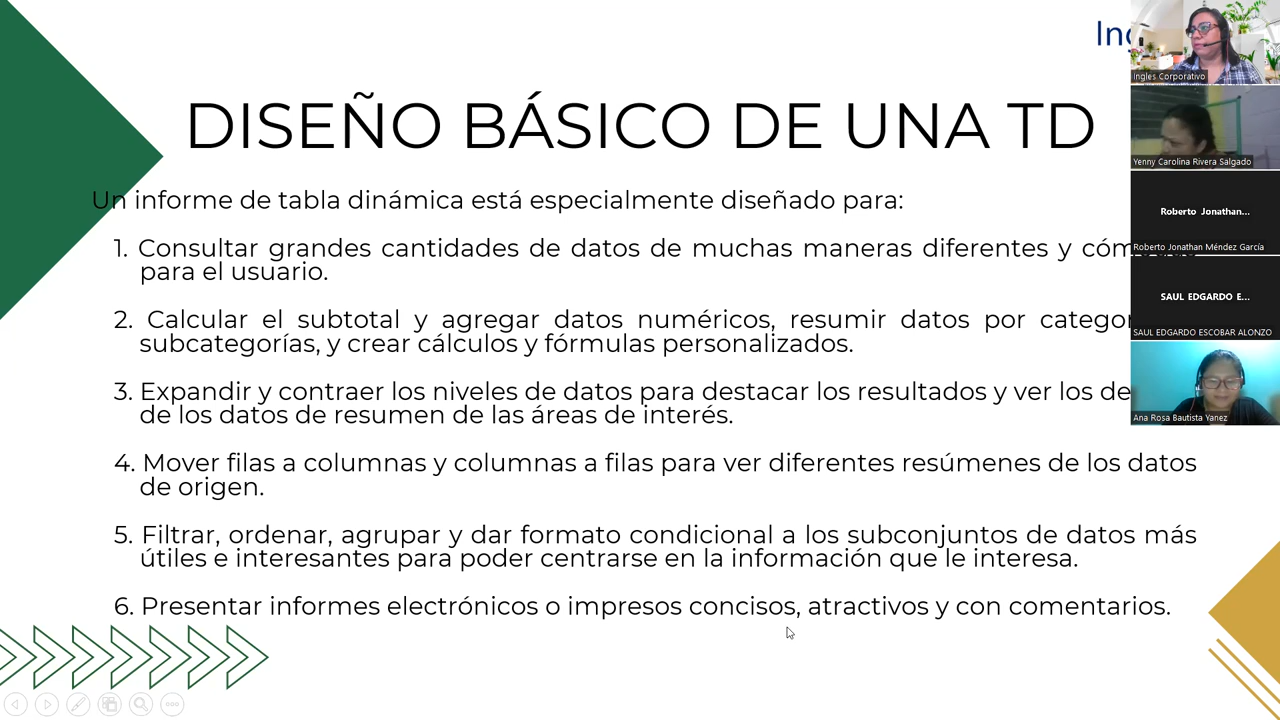 DISEÑO BÁSICO DE UNA TD
Un informe de tabla dinámica está especialmente diseñado para:
1. Consultar grandes cantidades de datos de muchas maneras diferentes y
para el usuario.
2. Calcular el subtotal y agregar datos numéricos, resumir datos por
subcategorías, y crear cálculos y fórmulas personalizados.
3. Expandir y contraer los niveles de datos para destacar los resultados y ver los
de los datos de resumen de las áreas de interés.
4. Mover filas a columnas y columnas a filas para ver diferentes resúmenes de los datos
de origen.
5. Filtrar, ordenar, agrupar y dar formato condicional a los subconjuntos de datos más
útiles e interesantes para poder centrarse en la información que le interesa.
6. Presentar informes electrónicos o impresos concisos, atractivos y con comentarios.
Ingles Corporativo
Yenny Carolina Rivera Salgado
Roberto Jonathan...
Roberto Jonathan Méndez García
SAUL EDGARDO E...
SAUL EDGARDO ESCOBAR ALONZO
Ana Rosa Bautista Yanez